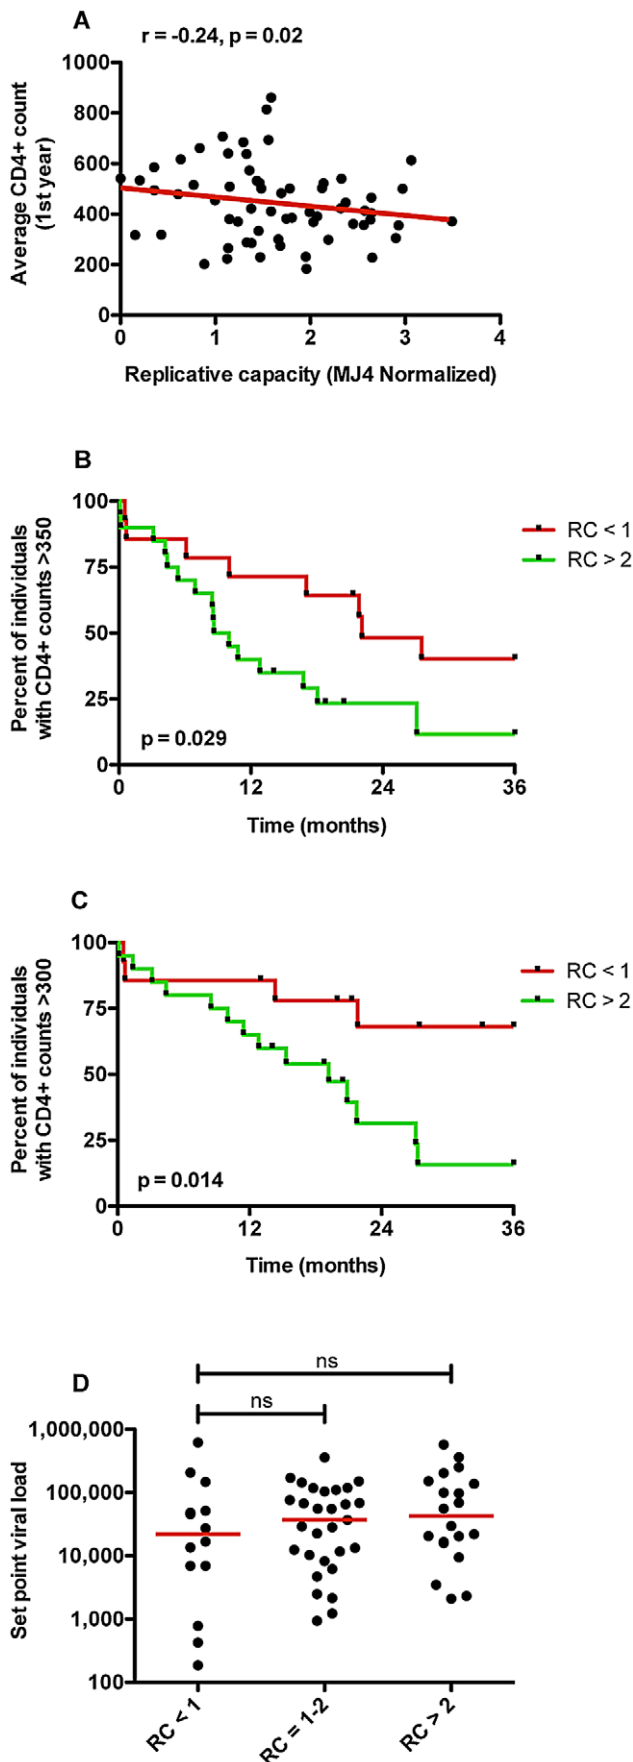 A
r = -0.24, p = 0.02
Average CD4+ count
(1st year)
1000
800
600
400
200
0
0 1 2 3 4
Replicative capacity (MJ4 Normalized)
B
Percent of individuals
with CD4+ counts >350
100
75
50
25
0
RC < 1
RC > 2
p = 0.029
0 12 24 36
Time (months)
C
Percent of individuals
with CD4+ counts >300
100
75
50
25
0
RC < 1
RC > 2
p = 0.014
0 12 24 36
Time (months)
D
ns
ns
Set point viral load
1,000,000
100,000
10,000
1,000
100
RC < 1
RC = 1-2
RC > 2